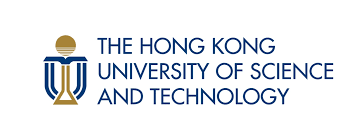 THE HONG KONG
UNIVERSITY OF SCIENCE
AND TECHNOLOGY